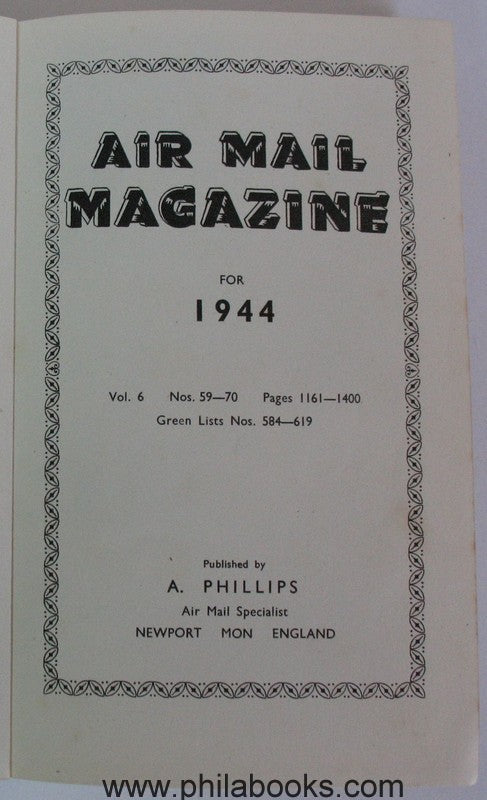 AIR MAIL
MAGAZINE
FOR
1944
Vol. 6 Nos. 59—70 Pages 1161—1400
Green Lists Nos. 584—619
Published by
A. PHILLIPS
Air Mail Specialist
NEWPORT MON ENGLAND
www.philabooks.com